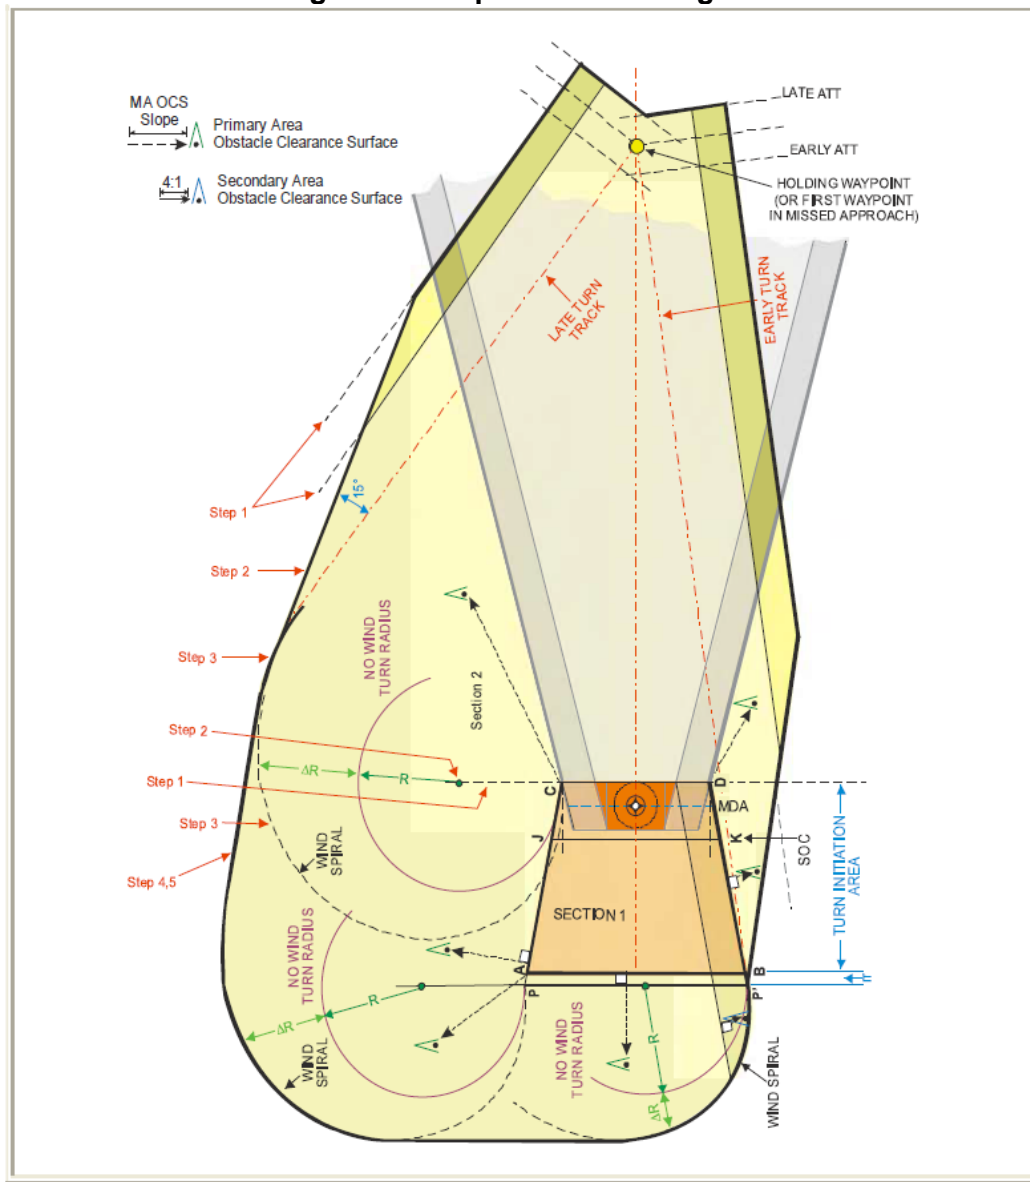 MA OCS
Slope
Primary Area
Obstacle Clearance Surface
4:1
Secondary Area
Obstacle Clearance Surface
LATE ATT
EARLY ATT
HOLDING WAYPOINT
(OR FIRST WAYPOINT
IN MISSED APPROACH)
LATE TURN
TRACK
EARLY TURN
TRACK
15°
Step 1
Step 2
Step 3
NO WIND
TURN RADIUS
Section 2
Step 2
Step 1
ΔR
R
C
D
MDA
Step 3
J
K
SOC
WIND
SPIRAL
Step 4,5
TURN INITIATION
AREA
SECTION 1
NO WIND
TURN RADIUS
A
B
P
P'
R
ΔR
WIND
SPIRAL
NO WIND
TURN RADIUS
R
ΔR
WIND SPIRAL